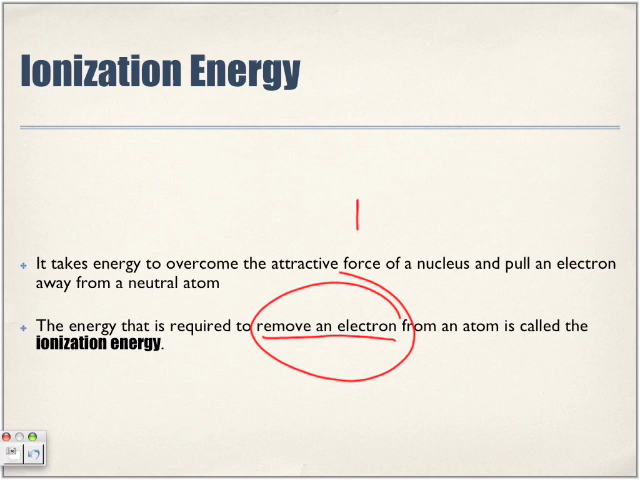 Ionization Energy
It takes energy to overcome the attractive force of a nucleus and pull an electron
away from a neutral atom
The energy that is required to remove an electron from an atom is called the
ionization energy.